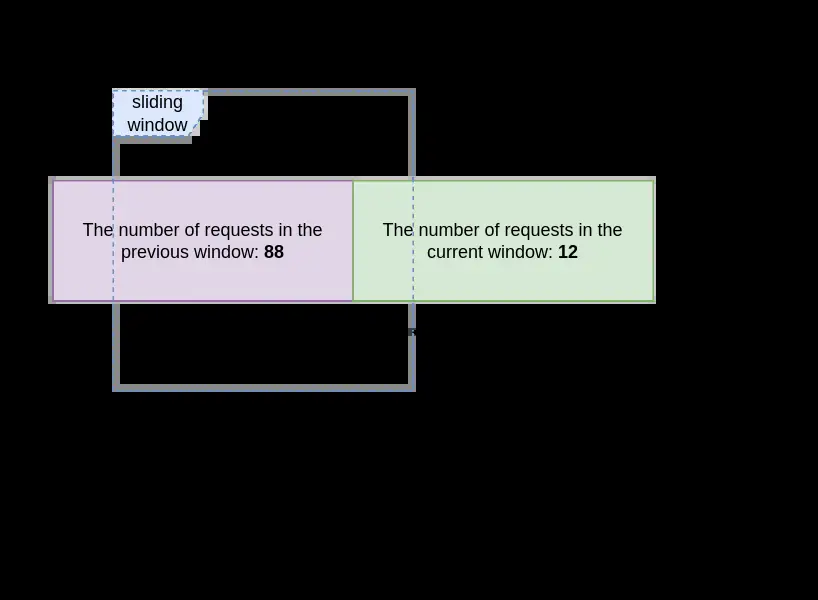 sliding
window
The number of requests in the
previous window: 88
The number of requests in the
current window: 12